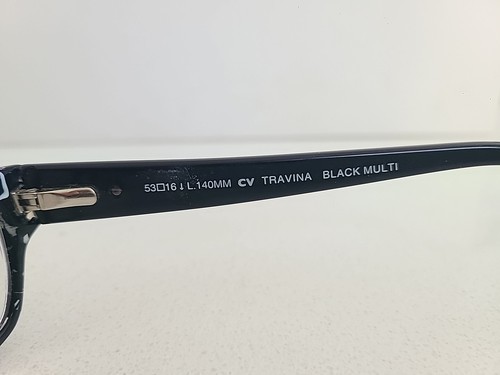 53□16 L.140MM CV TRAVINA BLACK MULTI